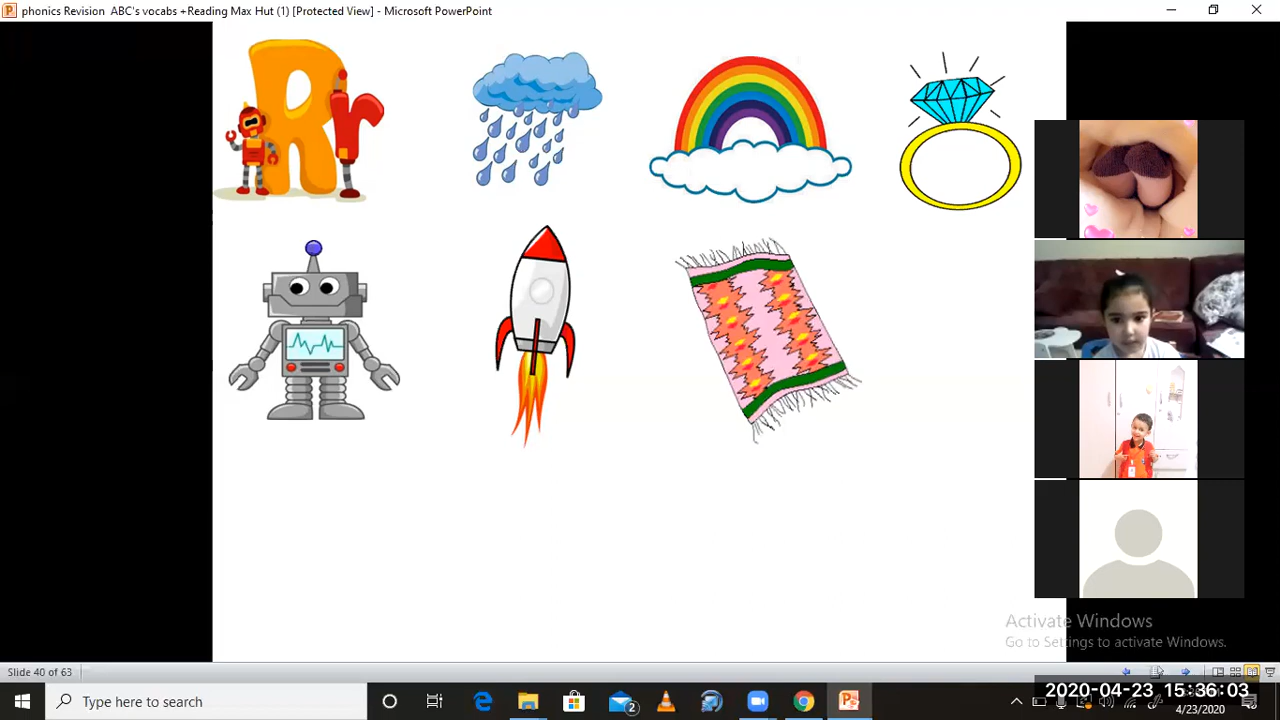 phonics Revision ABC's vocabs +Reading Max Hut (1) [Protected View] - Microsoft PowerPoint
Rr
Activate Windows
Go to Settings to activate Windows.
Slide 40 of 63
Type here to search
2
2020-04-23 15:36:03
4/23/2020